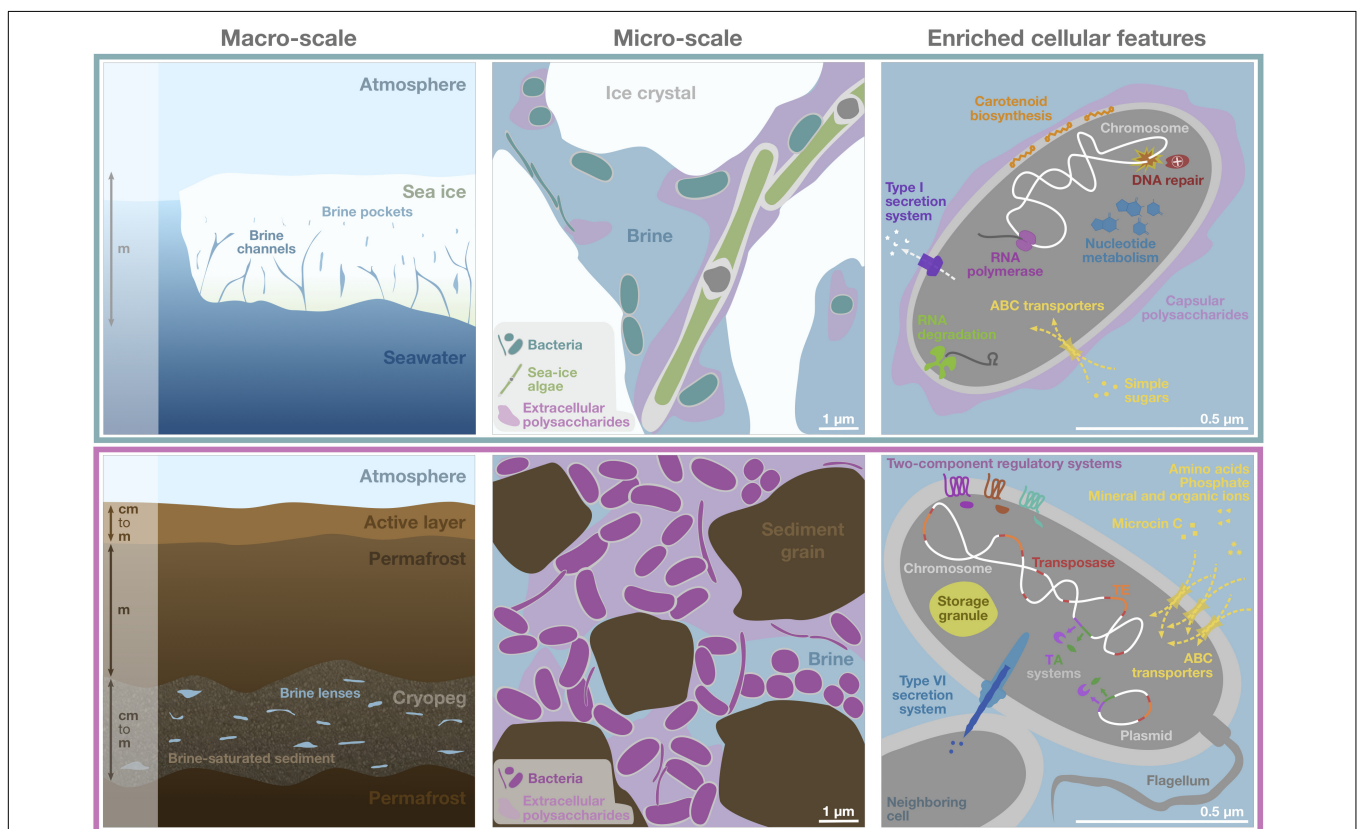 Macro-scale
Micro-scale
Enriched cellular features
Atmosphere
Sea ice
Brine pockets
Brine
channels
m
Seawater
Ice crystal
Brine
Bacteria
Sea-ice
algae
Extracellular
polysaccharides
1 µm
Carotenoid
biosynthesis
Chromosome
DNA repair
Type I
secretion
system
RNA
polymerase
Nucleotide
metabolism
ABC transporters
Capsular
polysaccharides
RNA
degradation
Simple
sugars
0.5 µm
Atmosphere
cm
to
m
Active layer
Permafrost
m
Brine lenses
Cryopeg
cm
to
m
Brine-saturated sediment
Permafrost
Sediment
grain
Brine
Bacteria
Extracellular
polysaccharides
1 µm
Two-component regulatory systems
Amino acids
Phosphate
Mineral and organic ions
Microcin C
Chromosome
Transposase
Storage
granule
TA
systems
ABC
transporters
Type VI
secretion
system
Plasmid
Flagellum
Neighboring
cell
0.5 µm